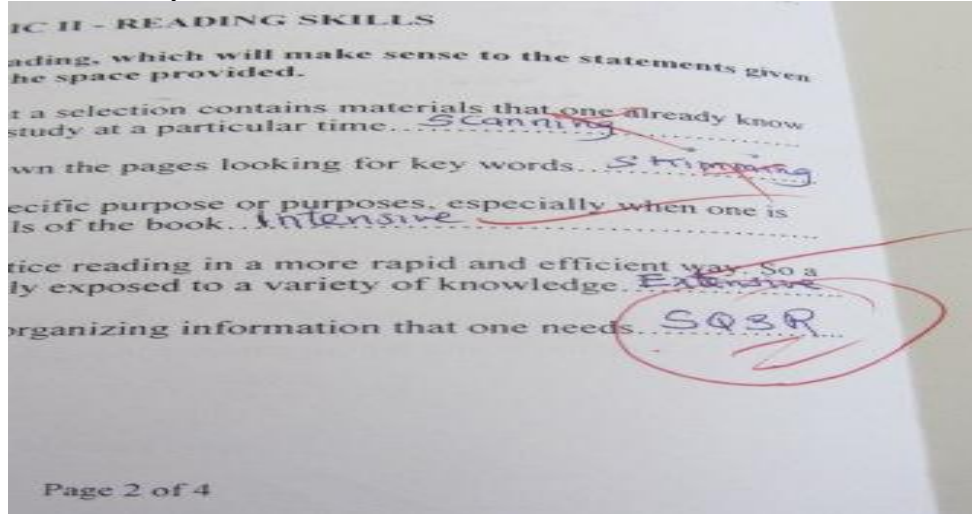 IC II - READING SKILLS
ading, which will make sense to the statements given
he space provided.
t a selection contains materials that one already know
study at a particular time... Scanning
wn the pages looking for key words... Skimming
ecific purpose or purposes, especially when one is
ls of the book.. Intensive
tice reading in a more rapid and efficient way. So a
ly exposed to a variety of knowledge. Extensive
organizing information that one needs. SQ3R
Page 2 of 4